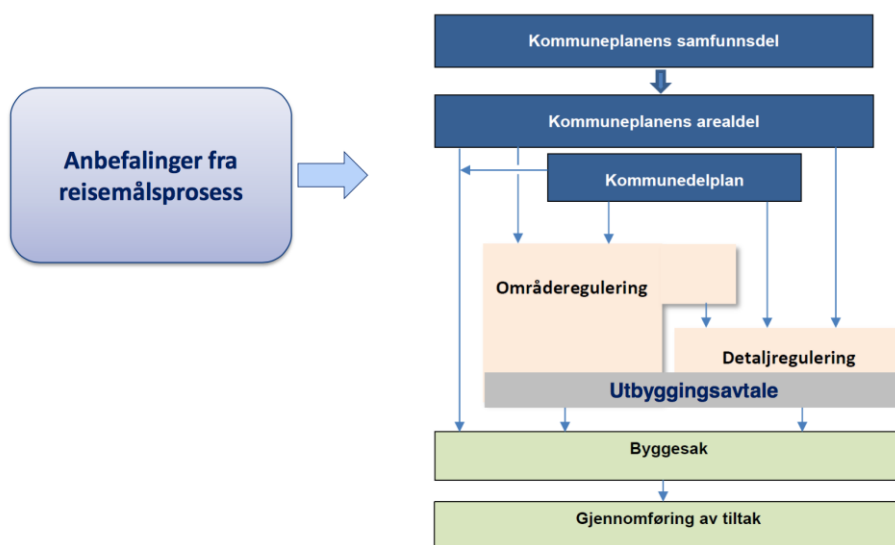 Anbefalinger fra
reisemålsprosess
Kommuneplanens samfunnsdel
Kommuneplanens arealdel
Kommunedelplan
Områderegulering
Detaljregulering
Utbyggingsavtale
Byggesak
Gjennomføring av tiltak